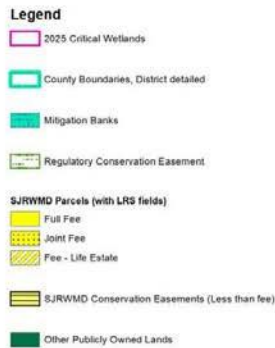 Legend
2025 Critical Wetlands
County Boundaries, District detailed
Mitigation Banks
Regulatory Conservation Easement
SJRWMD Parcels (with LRS fields)
Full Fee
Joint Fee
Fee - Life Estate
SJRWMD Conservation Easements (Less than fee)
Other Publicly Owned Lands